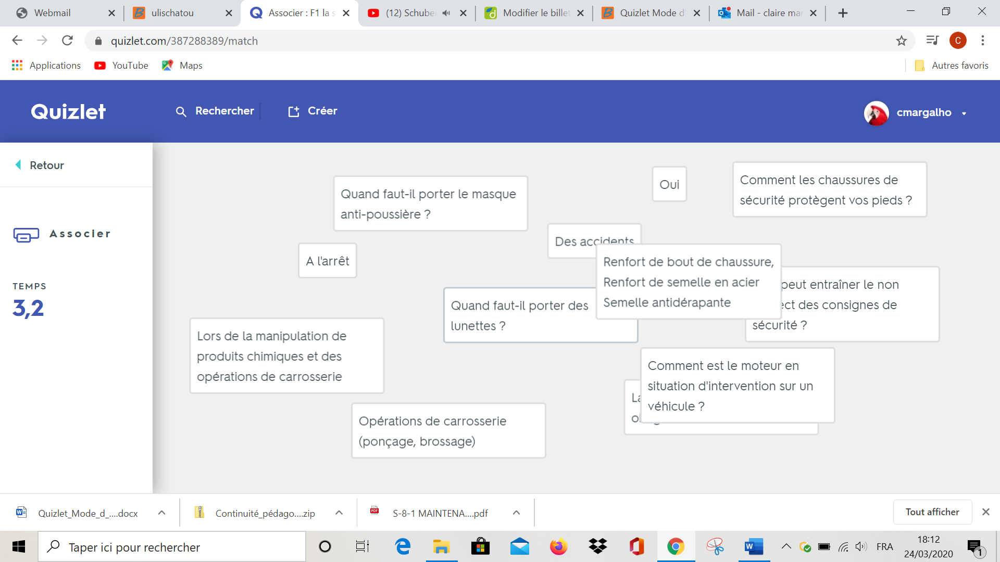 Webmail
ulischatou
Associer : F1 la s
(12) Schube
Modifier le billet
Quizlet Mode d'
Mail - claire mar
quizlet.com/387288389/match
C
Applications
YouTube
Maps
Autres favoris
Quizlet
Rechercher
Créer
cmargalho
Retour
Associer
TEMPS
3,2
Quand faut-il porter le masque
anti-poussière ?
Oui
Comment les chaussures de
sécurité protègent vos pieds ?
A l'arrêt
Des accidents
Renfort de bout de chaussure,
Renfort de semelle en acier
Semelle antidérapante
peut entraîner le non
ect des consignes de
sécurité ?
Quand faut-il porter des
lunettes ?
Lors de la manipulation de
produits chimiques et des
opérations de carrosserie
Comment est le moteur en
situation d'intervention sur un
véhicule ?
Opérations de carrosserie
(ponçage, brossage)
Quizlet_Mode_d_....docx
Continuité_pédago....zip
S-8-1 MAINTENA....pdf
Tout afficher
Taper ici pour rechercher
FRA
18:12
24/03/2020
1